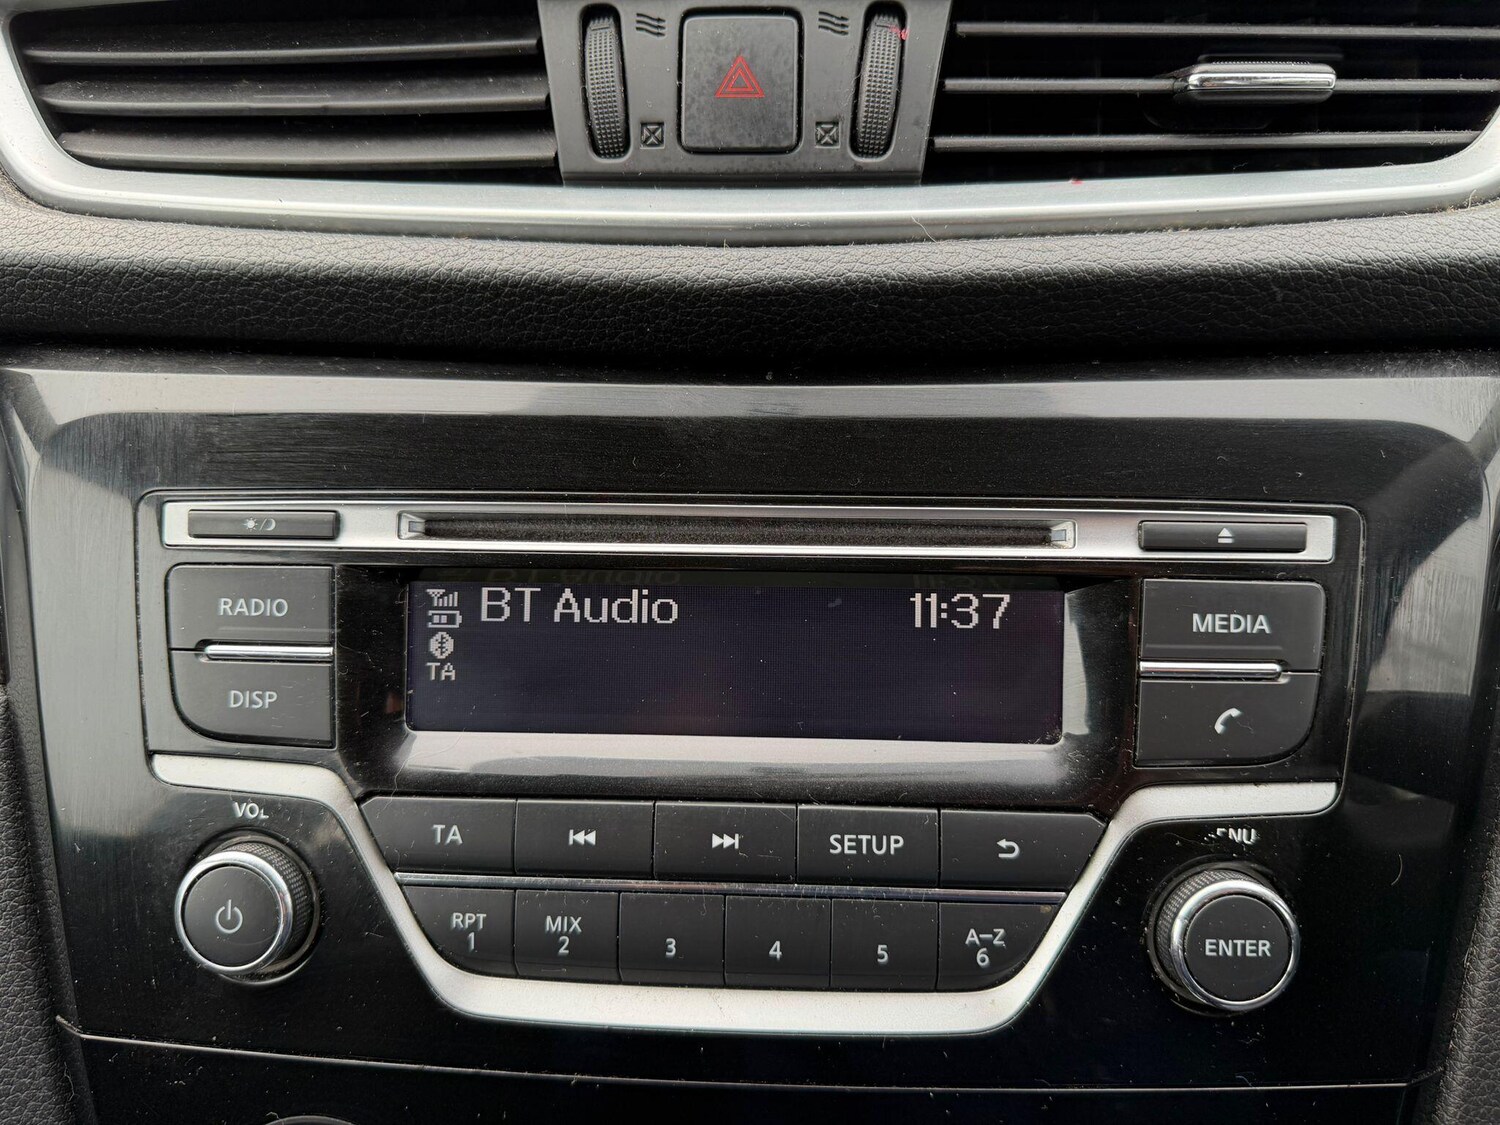 RADIO
BT Audio 11:37
MEDIA
TA
DISP
VOL
TA
SETUP
ENU
RPT
1
MIX
2
3
4
5
A-Z
6
ENTER